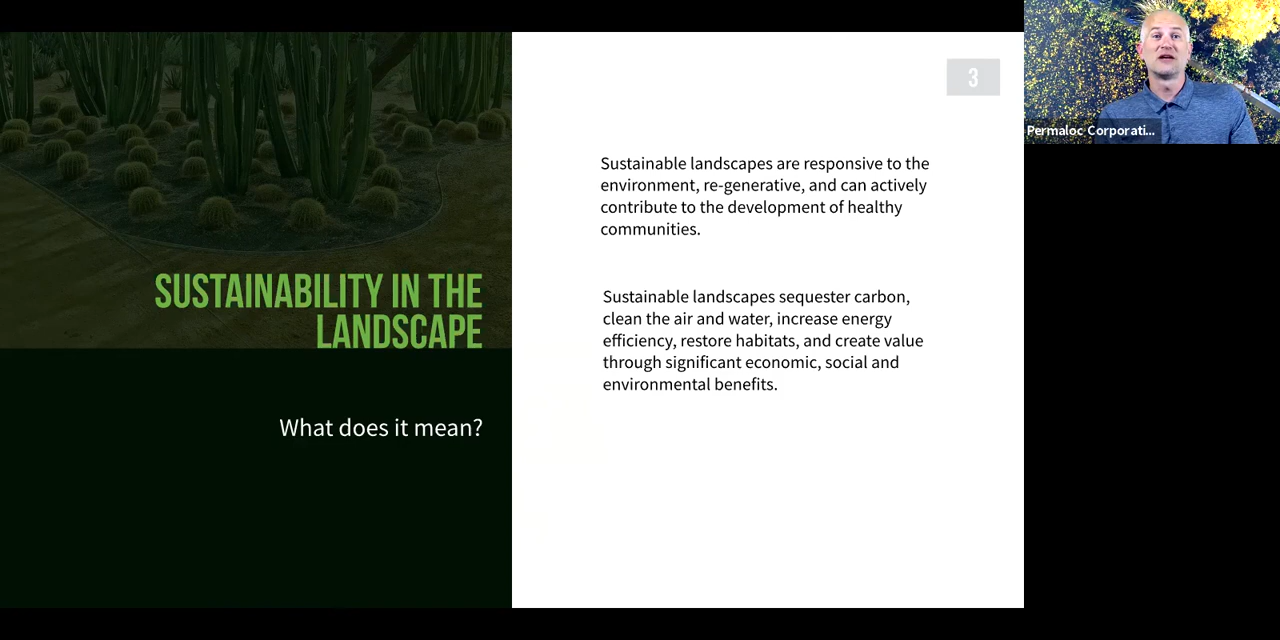 SUSTAINABILITY IN THE
LANDSCAPE
What does it mean?
3
Sustainable landscapes are responsive to the
environment, re-generative, and can actively
contribute to the development of healthy
communities.
Sustainable landscapes sequester carbon,
clean the air and water, increase energy
efficiency, restore habitats, and create value
through significant economic, social and
environmental benefits.
Permaloc Corporati...